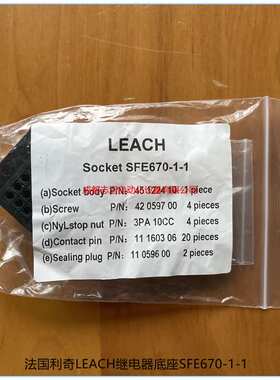 LEACH
Socket SFE670-1-1
(a)Socket body P/N: 45 1224 10 1 piece
(b)Screw P/N: 42 0597 00 4 pieces
(c)NyLstop nut P/N: 3PA 10CC 4 pieces
(d)Contact pin P/N: 11 1603 06 20 pieces
(e)Sealing plug P/N: 11 0596 00 2 pieces
法国利奇LEACH继电器底座SFE670-1-1